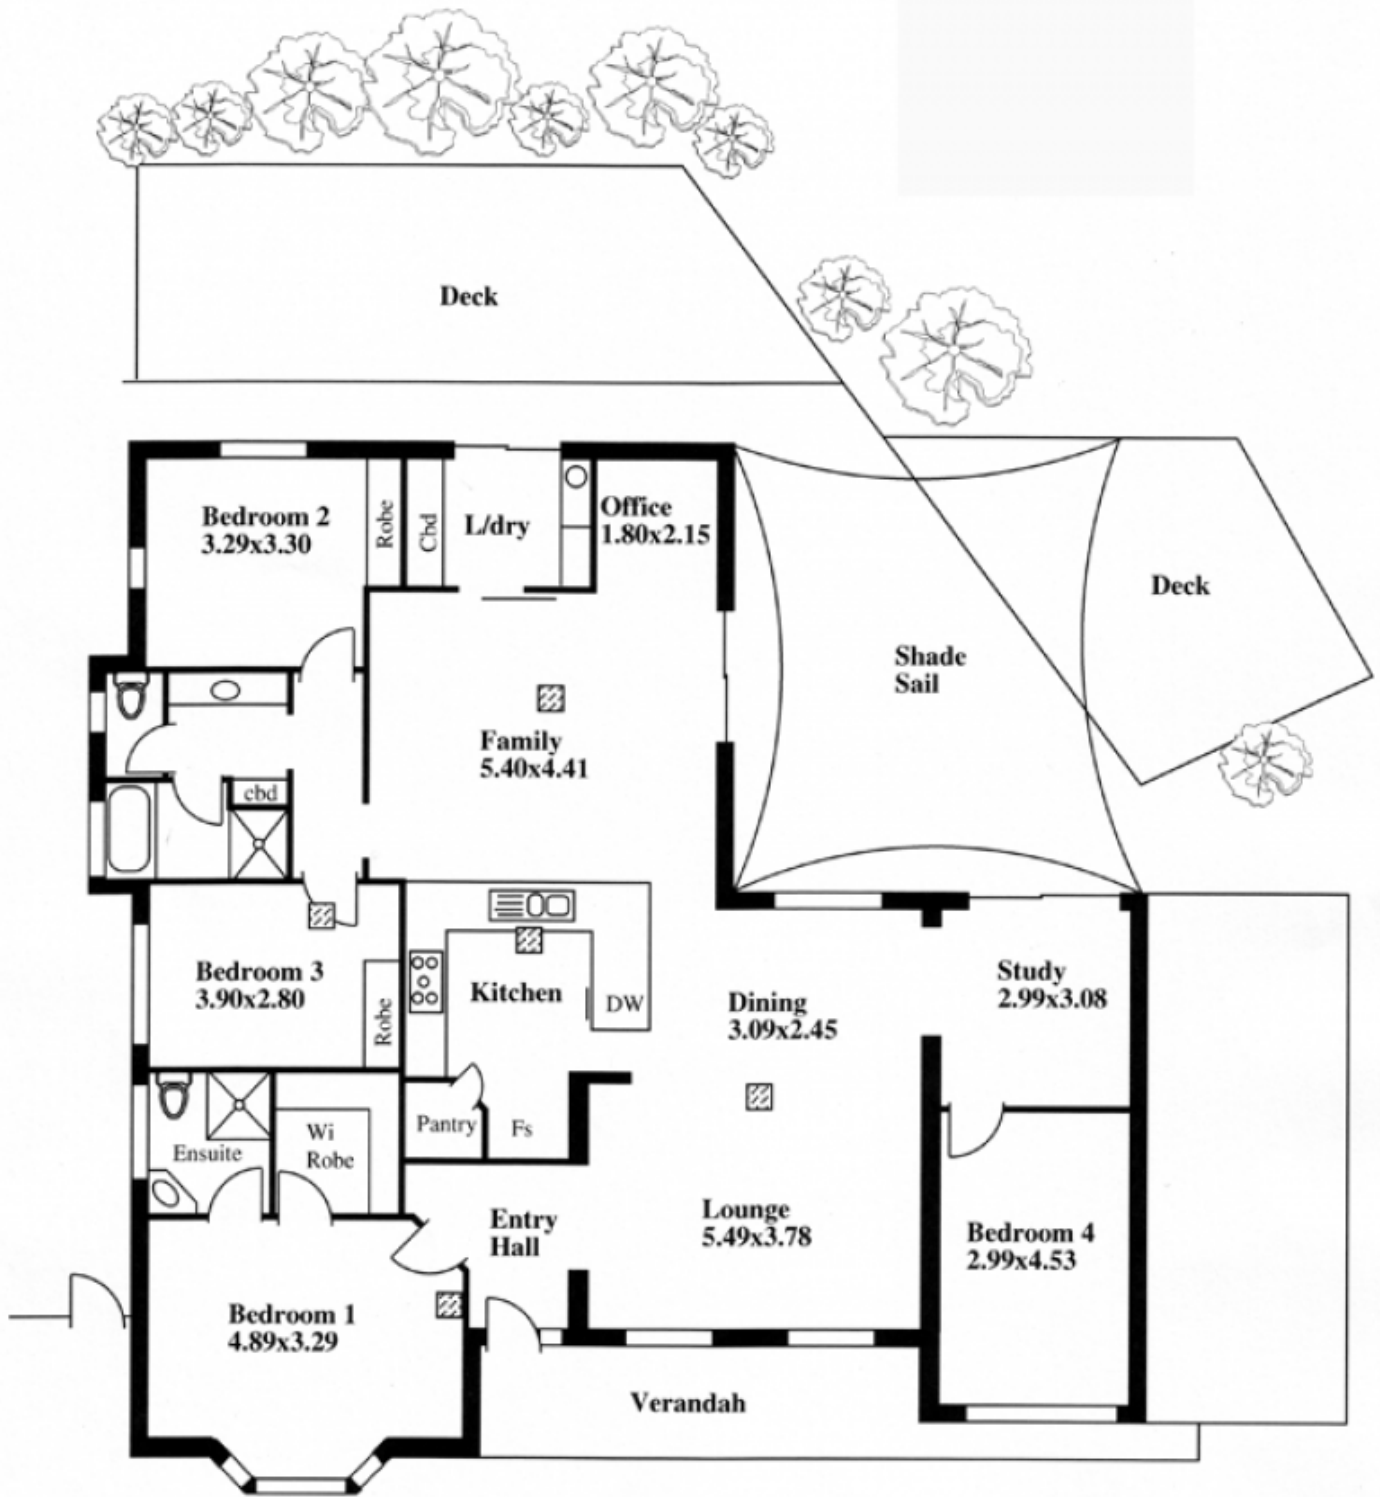 Deck
Bedroom 2
3.29x3.30
Robe
Cbd
L/dry
Office
1.80x2.15
Deck
Shade
Sail
Family
5.40x4.41
cbd
Bedroom 3
3.90x2.80
Robe
Kitchen
DW
Dining
3.09x2.45
Study
2.99x3.08
Ensuite
Wi
Robe
Pantry
Fs
Entry
Hall
Lounge
5.49x3.78
Bedroom 4
2.99x4.53
Bedroom 1
4.89x3.29
Verandah